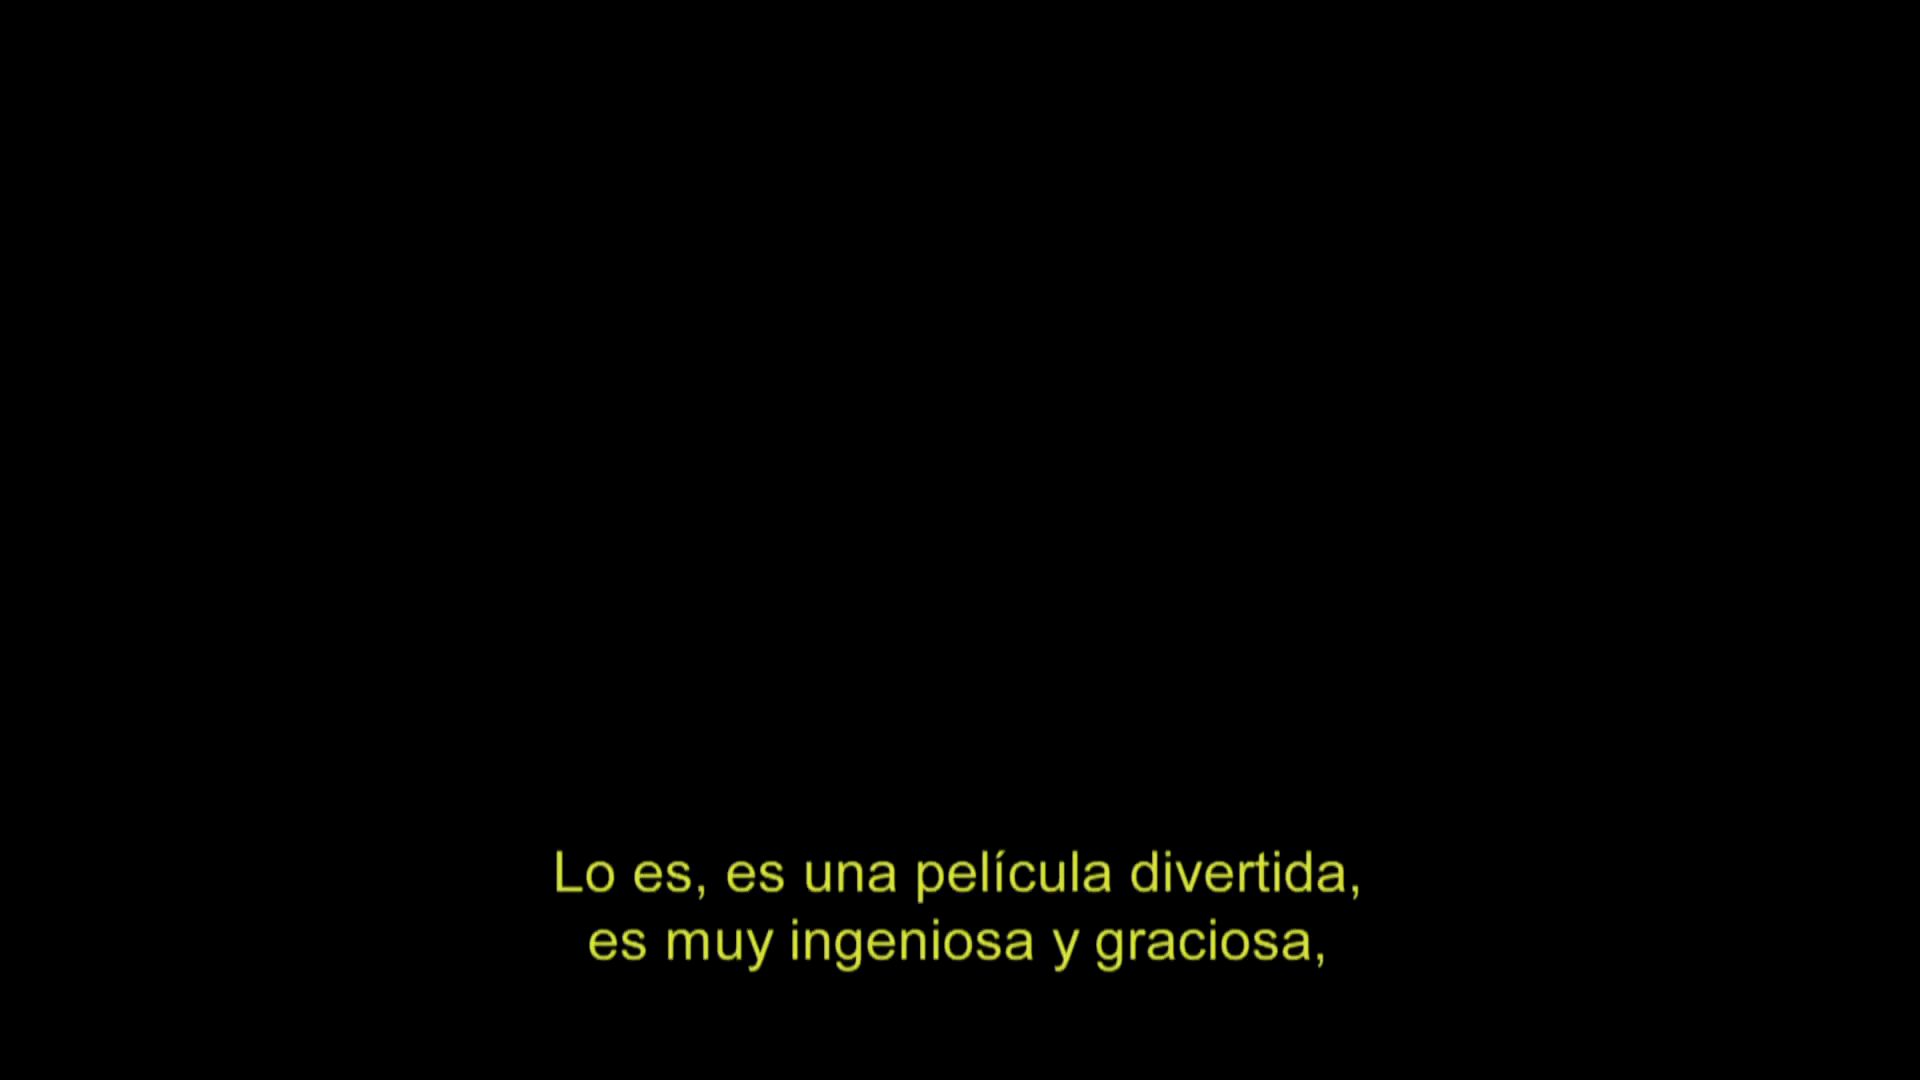 Lo es, es una película divertida,
es muy ingeniosa y graciosa,